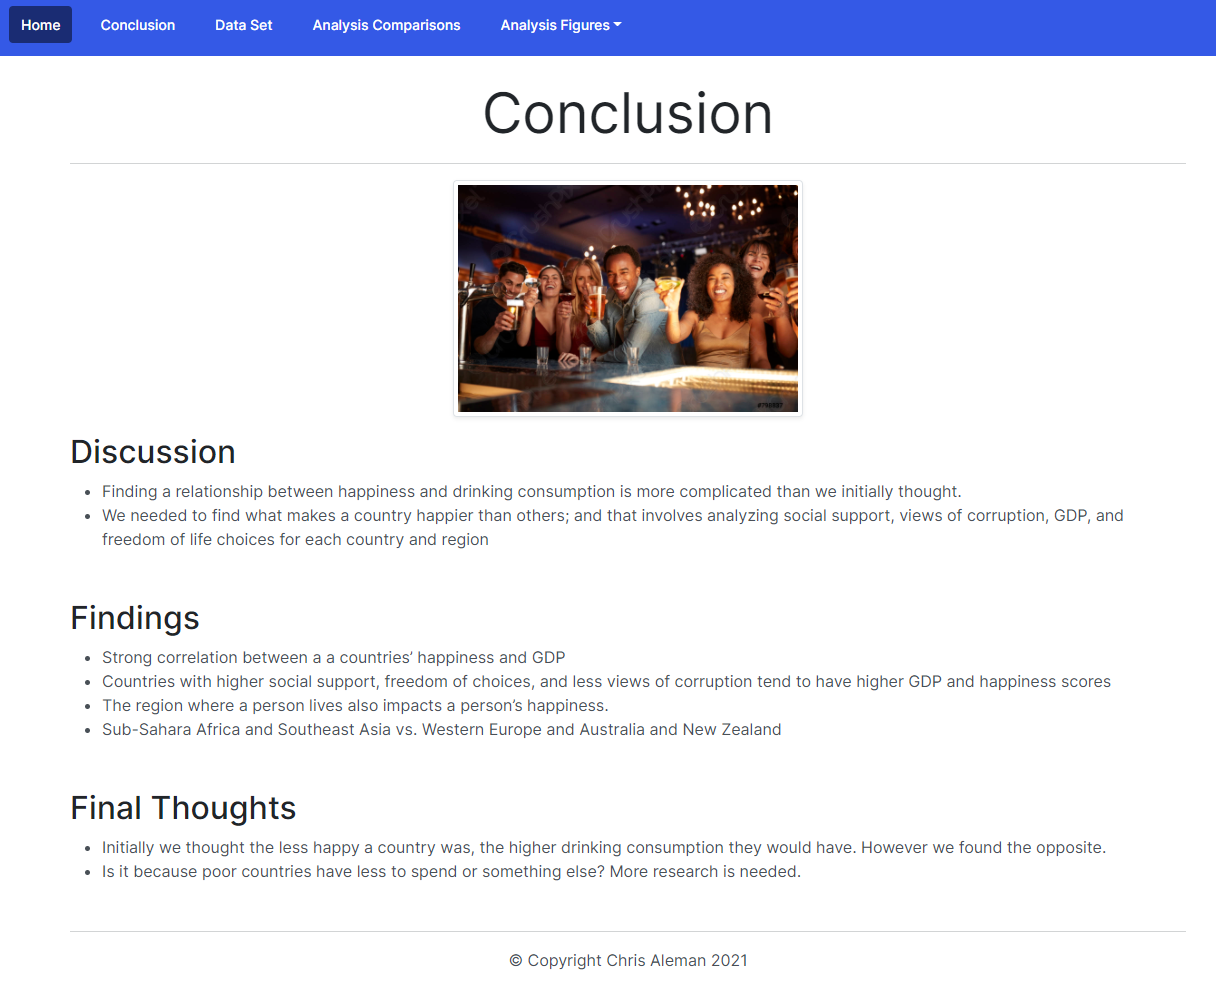 Home Conclusion Data Set Analysis Comparisons Analysis Figures
Conclusion
Discussion
Finding a relationship between happiness and drinking consumption is more complicated than we initially thought.
We needed to find what makes a country happier than others; and that involves analyzing social support, views of corruption, GDP, and
freedom of life choices for each country and region
Findings
Strong correlation between a a countries’ happiness and GDP
Countries with higher social support, freedom of choices, and less views of corruption tend to have higher GDP and happiness scores
The region where a person lives also impacts a person’s happiness.
Sub-Sahara Africa and Southeast Asia vs. Western Europe and Australia and New Zealand
Final Thoughts
Initially we thought the less happy a country was, the higher drinking consumption they would have. However we found the opposite.
Is it because poor countries have less to spend or something else? More research is needed.
© Copyright Chris Aleman 2021